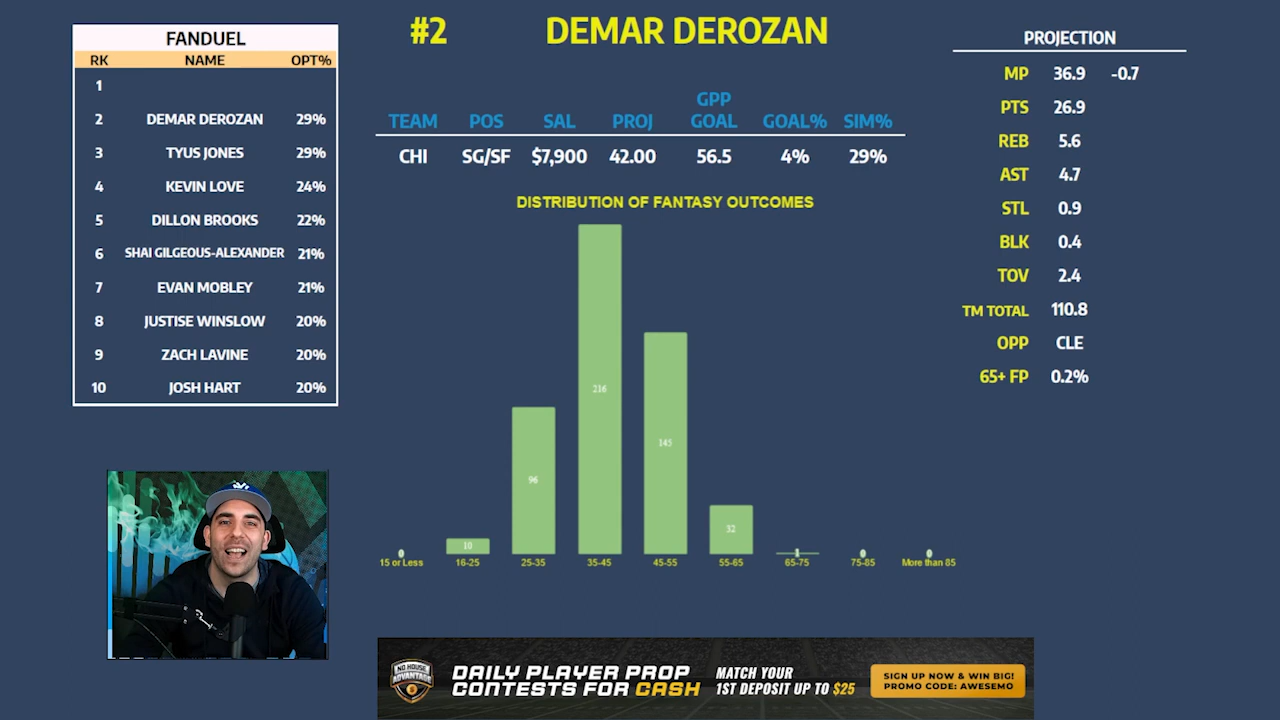 FANDUEL
RK NAME OPT%
1
2 DEMAR DEROZAN 29%
3 TYUS JONES 29%
4 KEVIN LOVE 24%
5 DILLON BROOKS 22%
6 SHAI GILGEOUS-ALEXANDER 21%
7 EVAN MOBLEY 21%
8 JUSTISE WINSLOW 20%
9 ZACH LAVINE 20%
10 JOSH HART 20%
#2 DEMAR DEROZAN
TEAM POS SAL PROJ GPP GOAL GOAL% SIM%
CHI SG/SF $7,900 42.00 56.5 4% 29%
DISTRIBUTION OF FANTASY OUTCOMES
0 10 96 216 145 32 1 0 0
15 or Less 16-25 25-35 35-45 45-55 55-65 65-75 75-85 More than 85
PROJECTION
MP 36.9 -0.7
PTS 26.9
REB 5.6
AST 4.7
STL 0.9
BLK 0.4
TOV 2.4
TM TOTAL 110.8
OPP CLE
65+ FP 0.2%
NO HOUSE
ADVANTAGE
DAILY PLAYER PROP
CONTESTS FOR CASH
MATCH YOUR
1ST DEPOSIT UP TO $25
SIGN UP NOW & WIN BIG!
PROMO CODE: AWESEMO